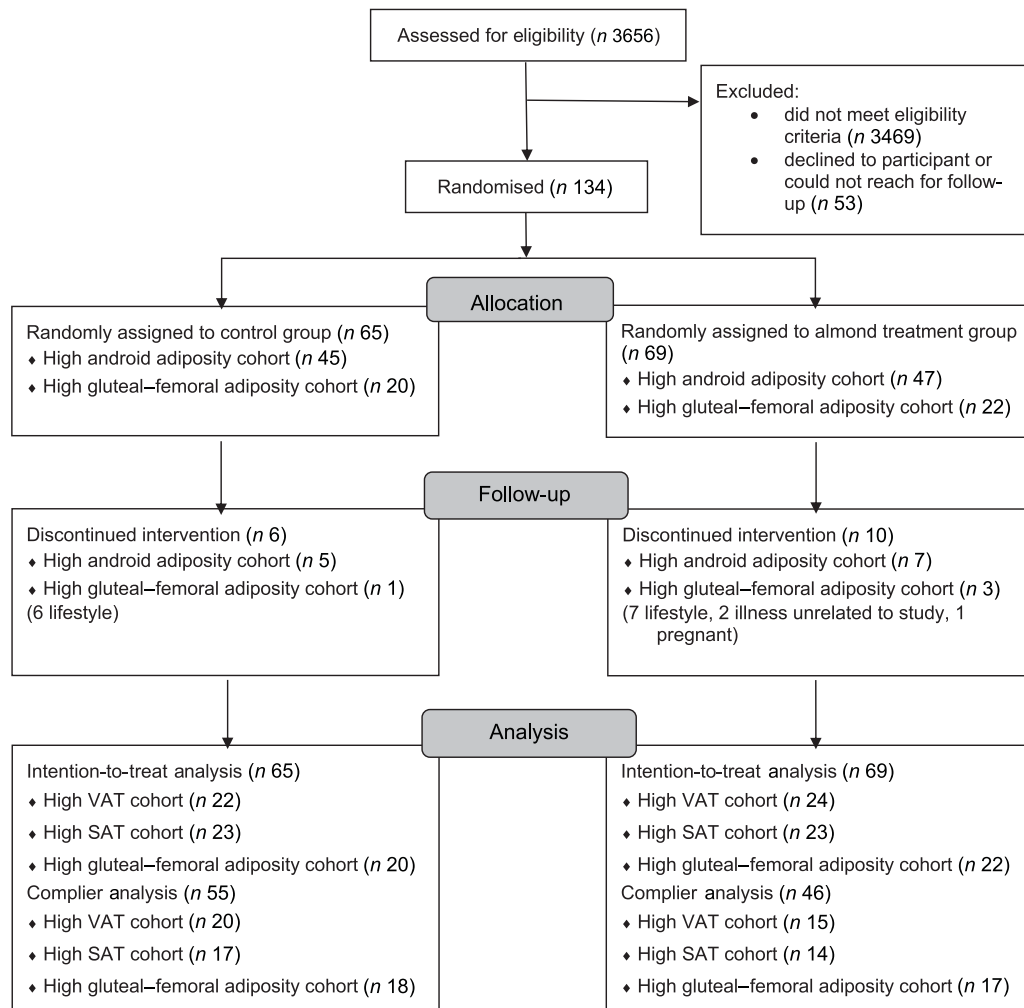 Assessed for eligibility (n 3656)
Excluded:
• did not meet eligibility
criteria (n 3469)
• declined to participant or
could not reach for follow-
up (n 53)
Randomised (n 134)
Allocation
Randomly assigned to control group (n 65)
♦ High android adiposity cohort (n 45)
♦ High gluteal–femoral adiposity cohort (n 20)
Randomly assigned to almond treatment group
(n 69)
♦ High android adiposity cohort (n 47)
♦ High gluteal–femoral adiposity cohort (n 22)
Follow-up
Discontinued intervention (n 6)
♦ High android adiposity cohort (n 5)
♦ High gluteal–femoral adiposity cohort (n 1)
(6 lifestyle)
Discontinued intervention (n 10)
♦ High android adiposity cohort (n 7)
♦ High gluteal–femoral adiposity cohort (n 3)
(7 lifestyle, 2 illness unrelated to study, 1
pregnant)
Analysis
Intention-to-treat analysis (n 65)
♦ High VAT cohort (n 22)
♦ High SAT cohort (n 23)
♦ High gluteal–femoral adiposity cohort (n 20)
Complier analysis (n 55)
♦ High VAT cohort (n 20)
♦ High SAT cohort (n 17)
♦ High gluteal–femoral adiposity cohort (n 18)
Intention-to-treat analysis (n 69)
♦ High VAT cohort (n 24)
♦ High SAT cohort (n 23)
♦ High gluteal–femoral adiposity cohort (n 22)
Complier analysis (n 46)
♦ High VAT cohort (n 15)
♦ High SAT cohort (n 14)
♦ High gluteal–femoral adiposity cohort (n 17)